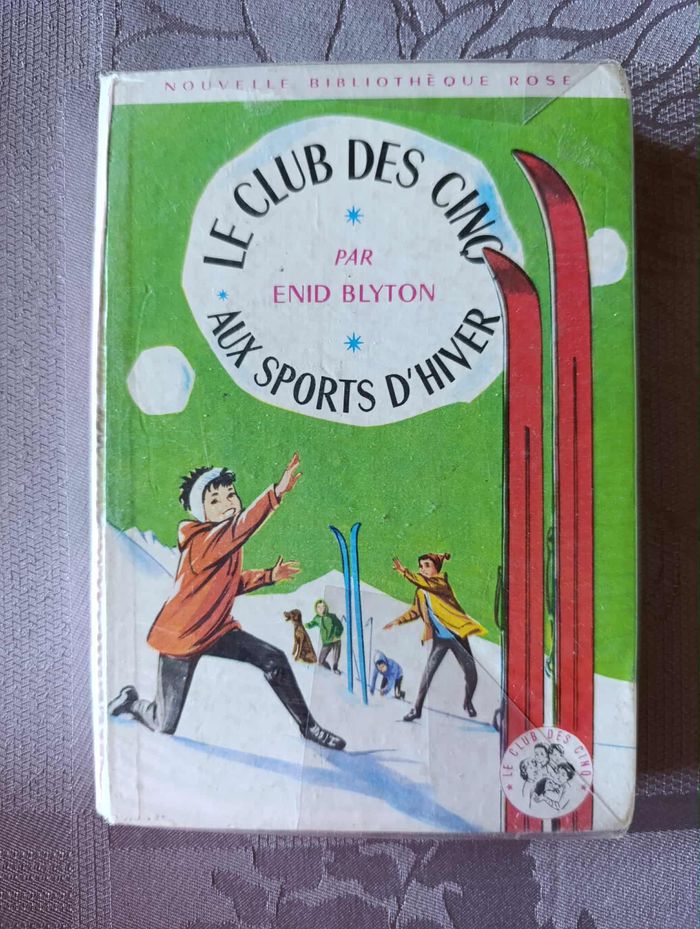 NOUVELLE BIBLIOTHÈQUE ROSE
LE CLUB DES CINQ
PAR
ENID BLYTON
AUX SPORTS D'HIVER
LE CLUB DES CINQ